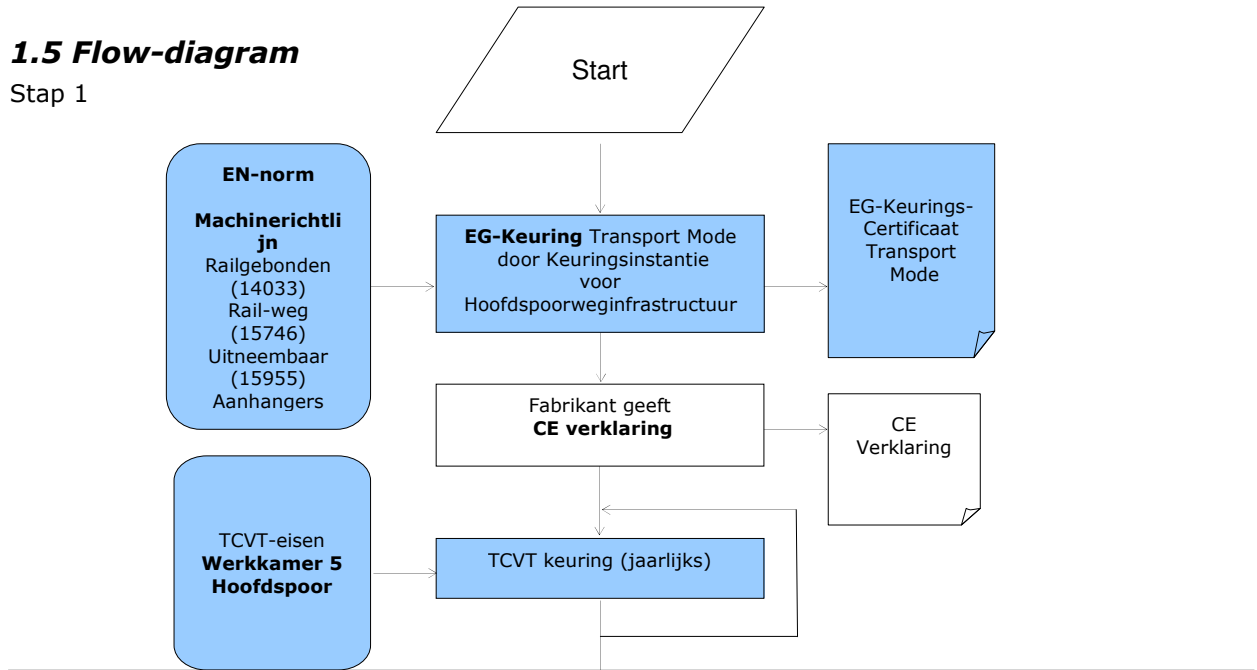 1.5 Flow-diagram
Stap 1
Start
EN-norm
Machinerichtli
jn
Railgebonden
(14033)
Rail-weg
(15746)
Uitneembaar
(15955)
Aanhangers
EG-Keuring Transport Mode
door Keuringsinstantie
voor
Hoofdspoorweginfrastructuur
EG-Keurings-
Certificaat
Transport
Mode
Fabrikant geeft
CE verklaring
CE
Verklaring
TCVT-eisen
Werkkamer 5
Hoofdspoor
TCVT keuring (jaarlijks)